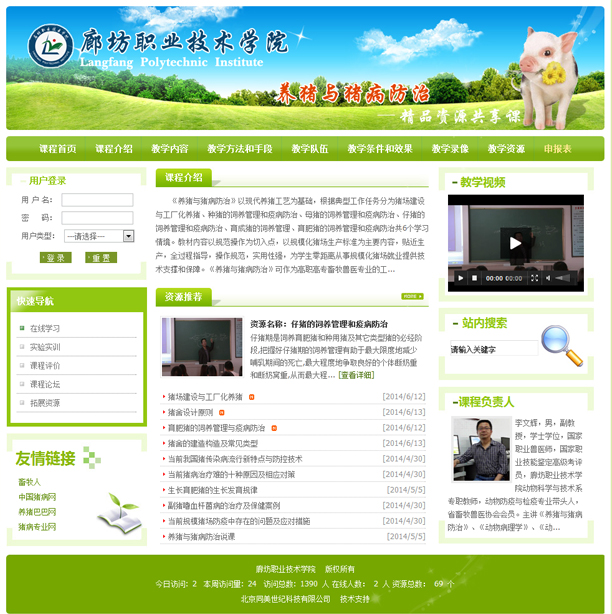 廊坊职业技术学院
Langfang Polytechnic Institute
养猪与猪病防治
精品资源共享课
课程首页 课程介绍 教学内容 教学方法和手段 教学队伍 教学条件和效果 教学录像 教学资源 申报表
用户登录
用 户 名：
密 码：
用户类型： ---请选择---
登 录 重 置
快速导航
在线学习
实验实训
课程评价
课程论坛
拓展资源
友情链接
畜牧人
中国猪病网
养猪巴巴网
猪病专业网
课程介绍
《养猪与猪病防治》以现代养猪工艺为基础，根据典型工作任务分为猪场建设
与工厂化养猪、种猪的饲养管理和疫病防治、母猪的饲养管理和疫病防治、仔猪的
饲养管理和疫病防治、育成猪的饲养管理、育肥猪的饲养管理和疫病防治共6个学习
情境。教材内容以规范操作为切入点，以规模化猪场生产标准为主要内容，贴近生
产，全过程指导，操作规范，实用性强，为学生零距离从事规模化猪场就业提供技
术支撑和保障。《养猪与猪病防治》可作为高职高专畜牧兽医专业的工...
资源推荐
MORE
资源名称：仔猪的饲养管理和疫病防治
仔猪期是培育肥猪和种用猪及其它类型猪的必经阶
段,把握好仔猪期的饲养管理有助于最大限度地减少
哺乳期间的死亡,最大程度地争取良好的个体断奶重
和断奶窝重,从而最大程... [查看详细]
猪场建设与工厂化养猪 [2014/6/12]
猪舍设计原则 [2014/6/13]
育肥猪的饲养管理与疫病防治 [2014/6/12]
猪舍的建造构造及常见类型 [2014/6/13]
当前我国猪传染病流行新特点与防控技术 [2014/4/30]
当前猪病治疗难的十种原因及相应对策 [2014/4/30]
生长育肥猪的生长发育规律 [2014/5/5]
副猪嗜血杆菌病的治疗及保健案例 [2014/4/30]
当前规模猪场防疫中存在的问题及应对措施 [2014/4/30]
养猪与猪病防治说课 [2014/5/5]
教学视频
00:00 00:00
站内搜索
请输入关键字
课程负责人
李文辉，男，副教
授，学士学位，国家
职业兽医师，国家职
业技能鉴定高级考评
员，廊坊职业技术学
院动物科学与技术系
专职教师，动物防疫与检疫专业带头人，
省畜牧兽医协会会员。主讲《养猪与猪病
防治》、《动物病理学》、《动...
廊坊职业技术学院 版权所有
今日访问: 2 本周访问量: 24 访问总数: 1390 人 在线人数： 2 人 资源总数： 69 个
北京同美世纪科技有限公司 技术支持